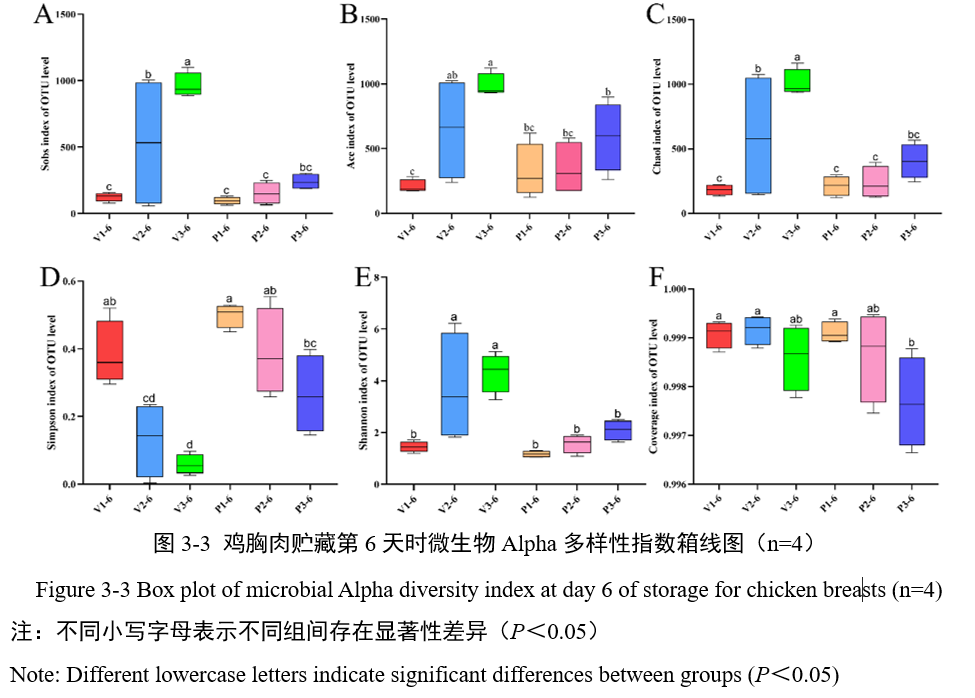 A
Sobs index of OTU level
1500
1000
500
0
c b a c c bc
V1-6 V2-6 V3-6 P1-6 P2-6 P3-6
B
Ace index of OTU level
1500
1000
500
0
c ab a bc bc b
V1-6 V2-6 V3-6 P1-6 P2-6 P3-6
C
Chaol index of OTU level
1500
1000
500
0
c b a c c bc
V1-6 V2-6 V3-6 P1-6 P2-6 P3-6
D
Simpson index of OTU level
0.6
0.4
0.2
0.0
ab cd d a ab bc
V1-6 V2-6 V3-6 P1-6 P2-6 P3-6
E
Shannon index of OTU level
8
6
4
2
0
b a a b b b
V1-6 V2-6 V3-6 P1-6 P2-6 P3-6
F
Coverage index of OTU level
1.000
0.999
0.998
0.997
0.996
a a ab a ab b
V1-6 V2-6 V3-6 P1-6 P2-6 P3-6
图 3-3 鸡胸肉贮藏第 6 天时微生物 Alpha 多样性指数箱线图（n=4）
Figure 3-3 Box plot of microbial Alpha diversity index at day 6 of storage for chicken breasts (n=4)
注：不同小写字母表示不同组间存在显著性差异（P＜0.05）
Note: Different lowercase letters indicate significant differences between groups (P＜0.05)